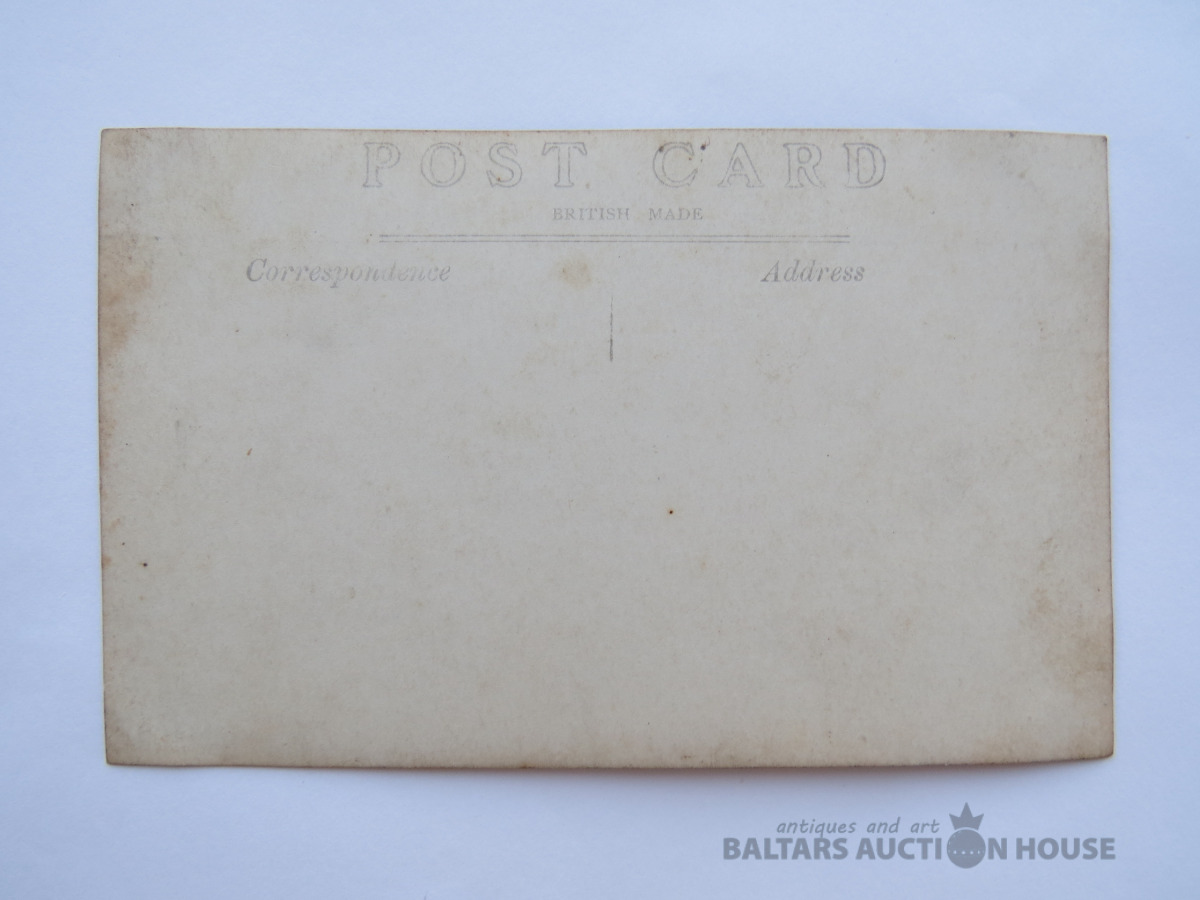 POST CARD
BRITISH MADE
Correspondence
Address
antiques and art
BALTARS AUCTION HOUSE